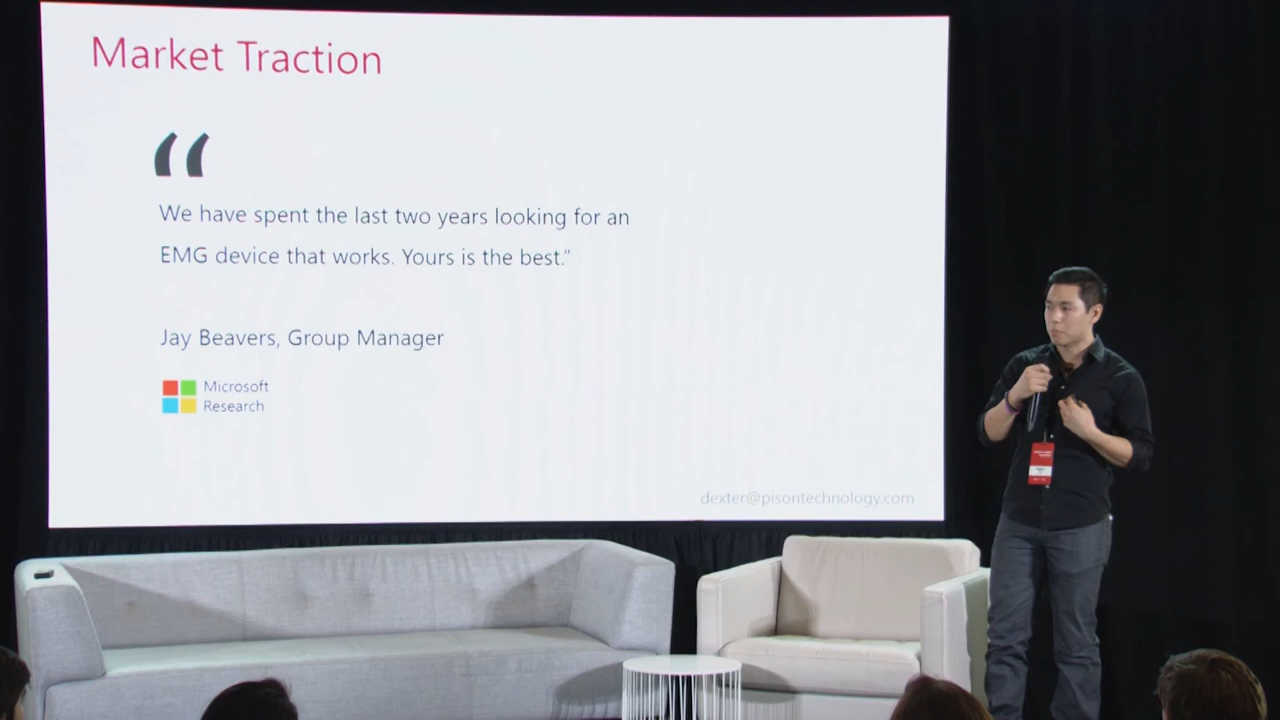 Market Traction
“
We have spent the last two years looking for an
EMG device that works. Yours is the best.”
Jay Beavers, Group Manager
Microsoft
Research
dexter@pisontechnology.com